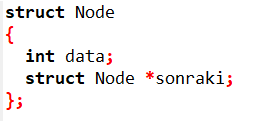 struct Node
{
  int data;
  struct Node *sonraki;
};